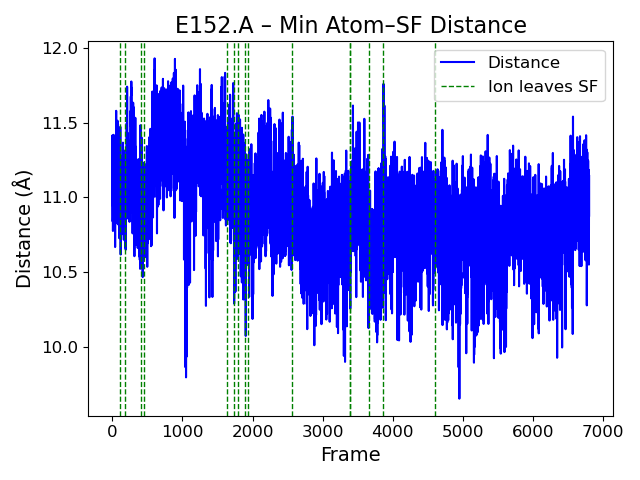 E152.A – Min Atom–SF Distance
12.0
11.5
11.0
10.5
10.0
Distance (Å)
Distance
Ion leaves SF
0 1000 2000 3000 4000 5000 6000 7000
Frame